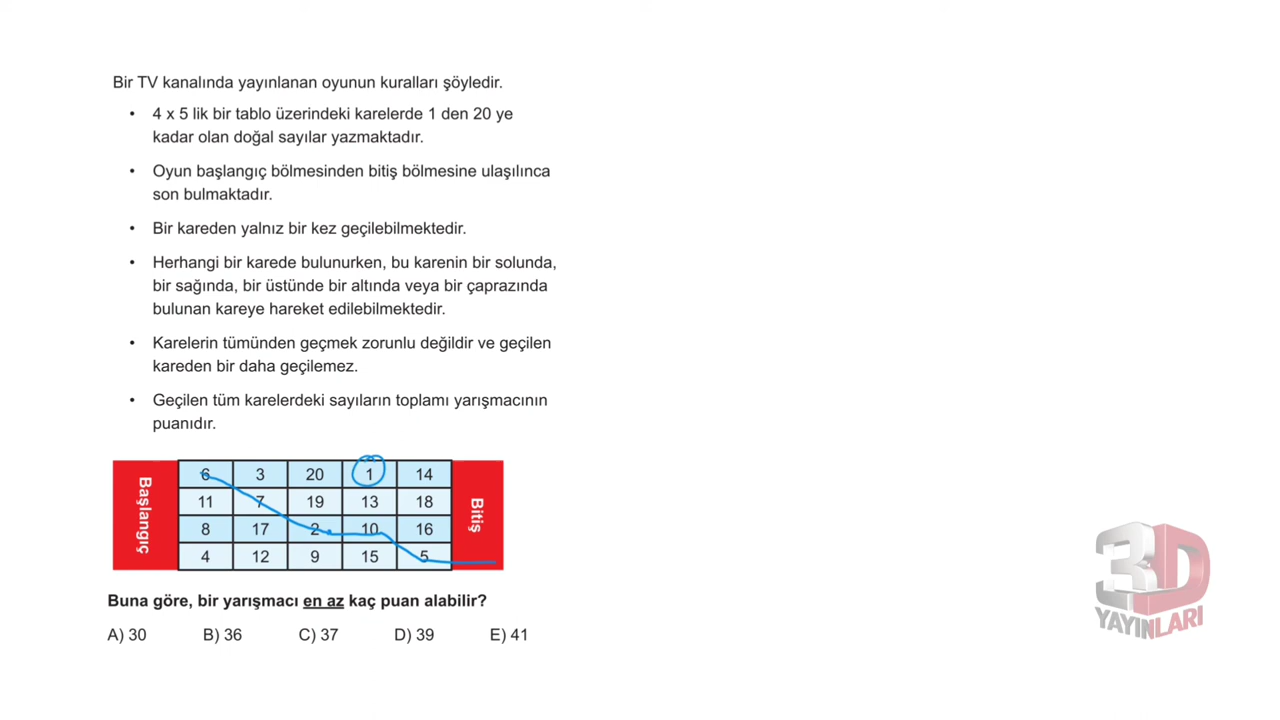 Bir TV kanalında yayınlanan oyunun kuralları şöyledir.
• 4 x 5 lik bir tablo üzerindeki karelerde 1 den 20 ye
kadar olan doğal sayılar yazmaktadır.
• Oyun başlangıç bölmesinden bitiş bölmesine ulaşılınca
son bulmaktadır.
• Bir kareden yalnız bir kez geçilebilmektedir.
• Herhangi bir karede bulunurken, bu karenin bir solunda,
bir sağında, bir üstünde bir altında veya bir çaprazında
bulunan kareye hareket edilebilmektedir.
• Karelerin tümünden geçmek zorunlu değildir ve geçilen
kareden bir daha geçilemez.
• Geçilen tüm karelerdeki sayıların toplamı yarışmacının
puanıdır.
Başlangıç
6 3 20 1 14
11 7 19 13 18
8 17 2 10 16
4 12 9 15 5
Bitiş
Buna göre, bir yarışmacı en az kaç puan alabilir?
A) 30 B) 36 C) 37 D) 39 E) 41
3D
YAYINLARI